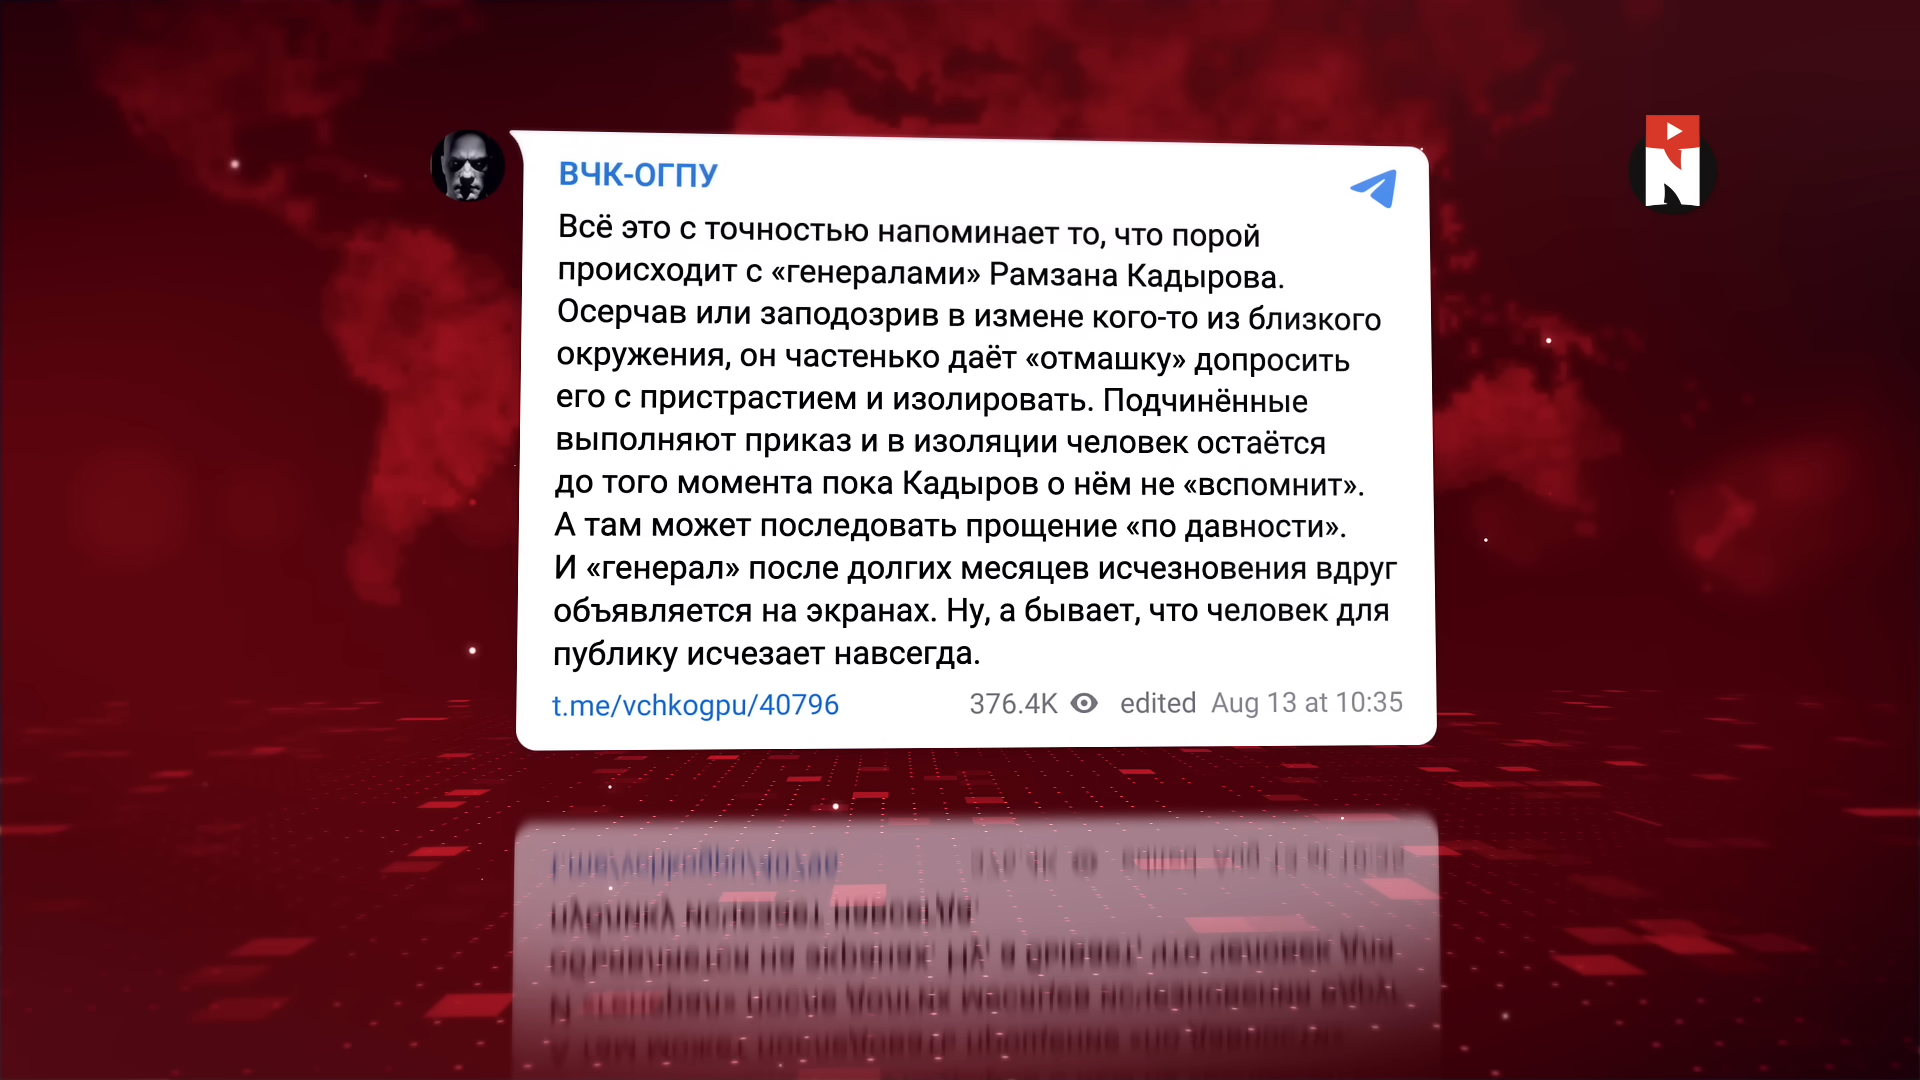 ВЧК-ОГПУ
Всё это с точностью напоминает то, что порой
происходит с «генералами» Рамзана Кадырова.
Осерчав или заподозрив в измене кого-то из близкого
окружения, он частенько даёт «отмашку» допросить
его с пристрастием и изолировать. Подчинённые
выполняют приказ и в изоляции человек остаётся
до того момента пока Кадыров о нём не «вспомнит».
А там может последовать прощение «по давности».
И «генерал» после долгих месяцев исчезновения вдруг
объявляется на экранах. Ну, а бывает, что человек для
публику исчезает навсегда.
t.me/vchkogpu/40796 376.4K edited Aug 13 at 10:35